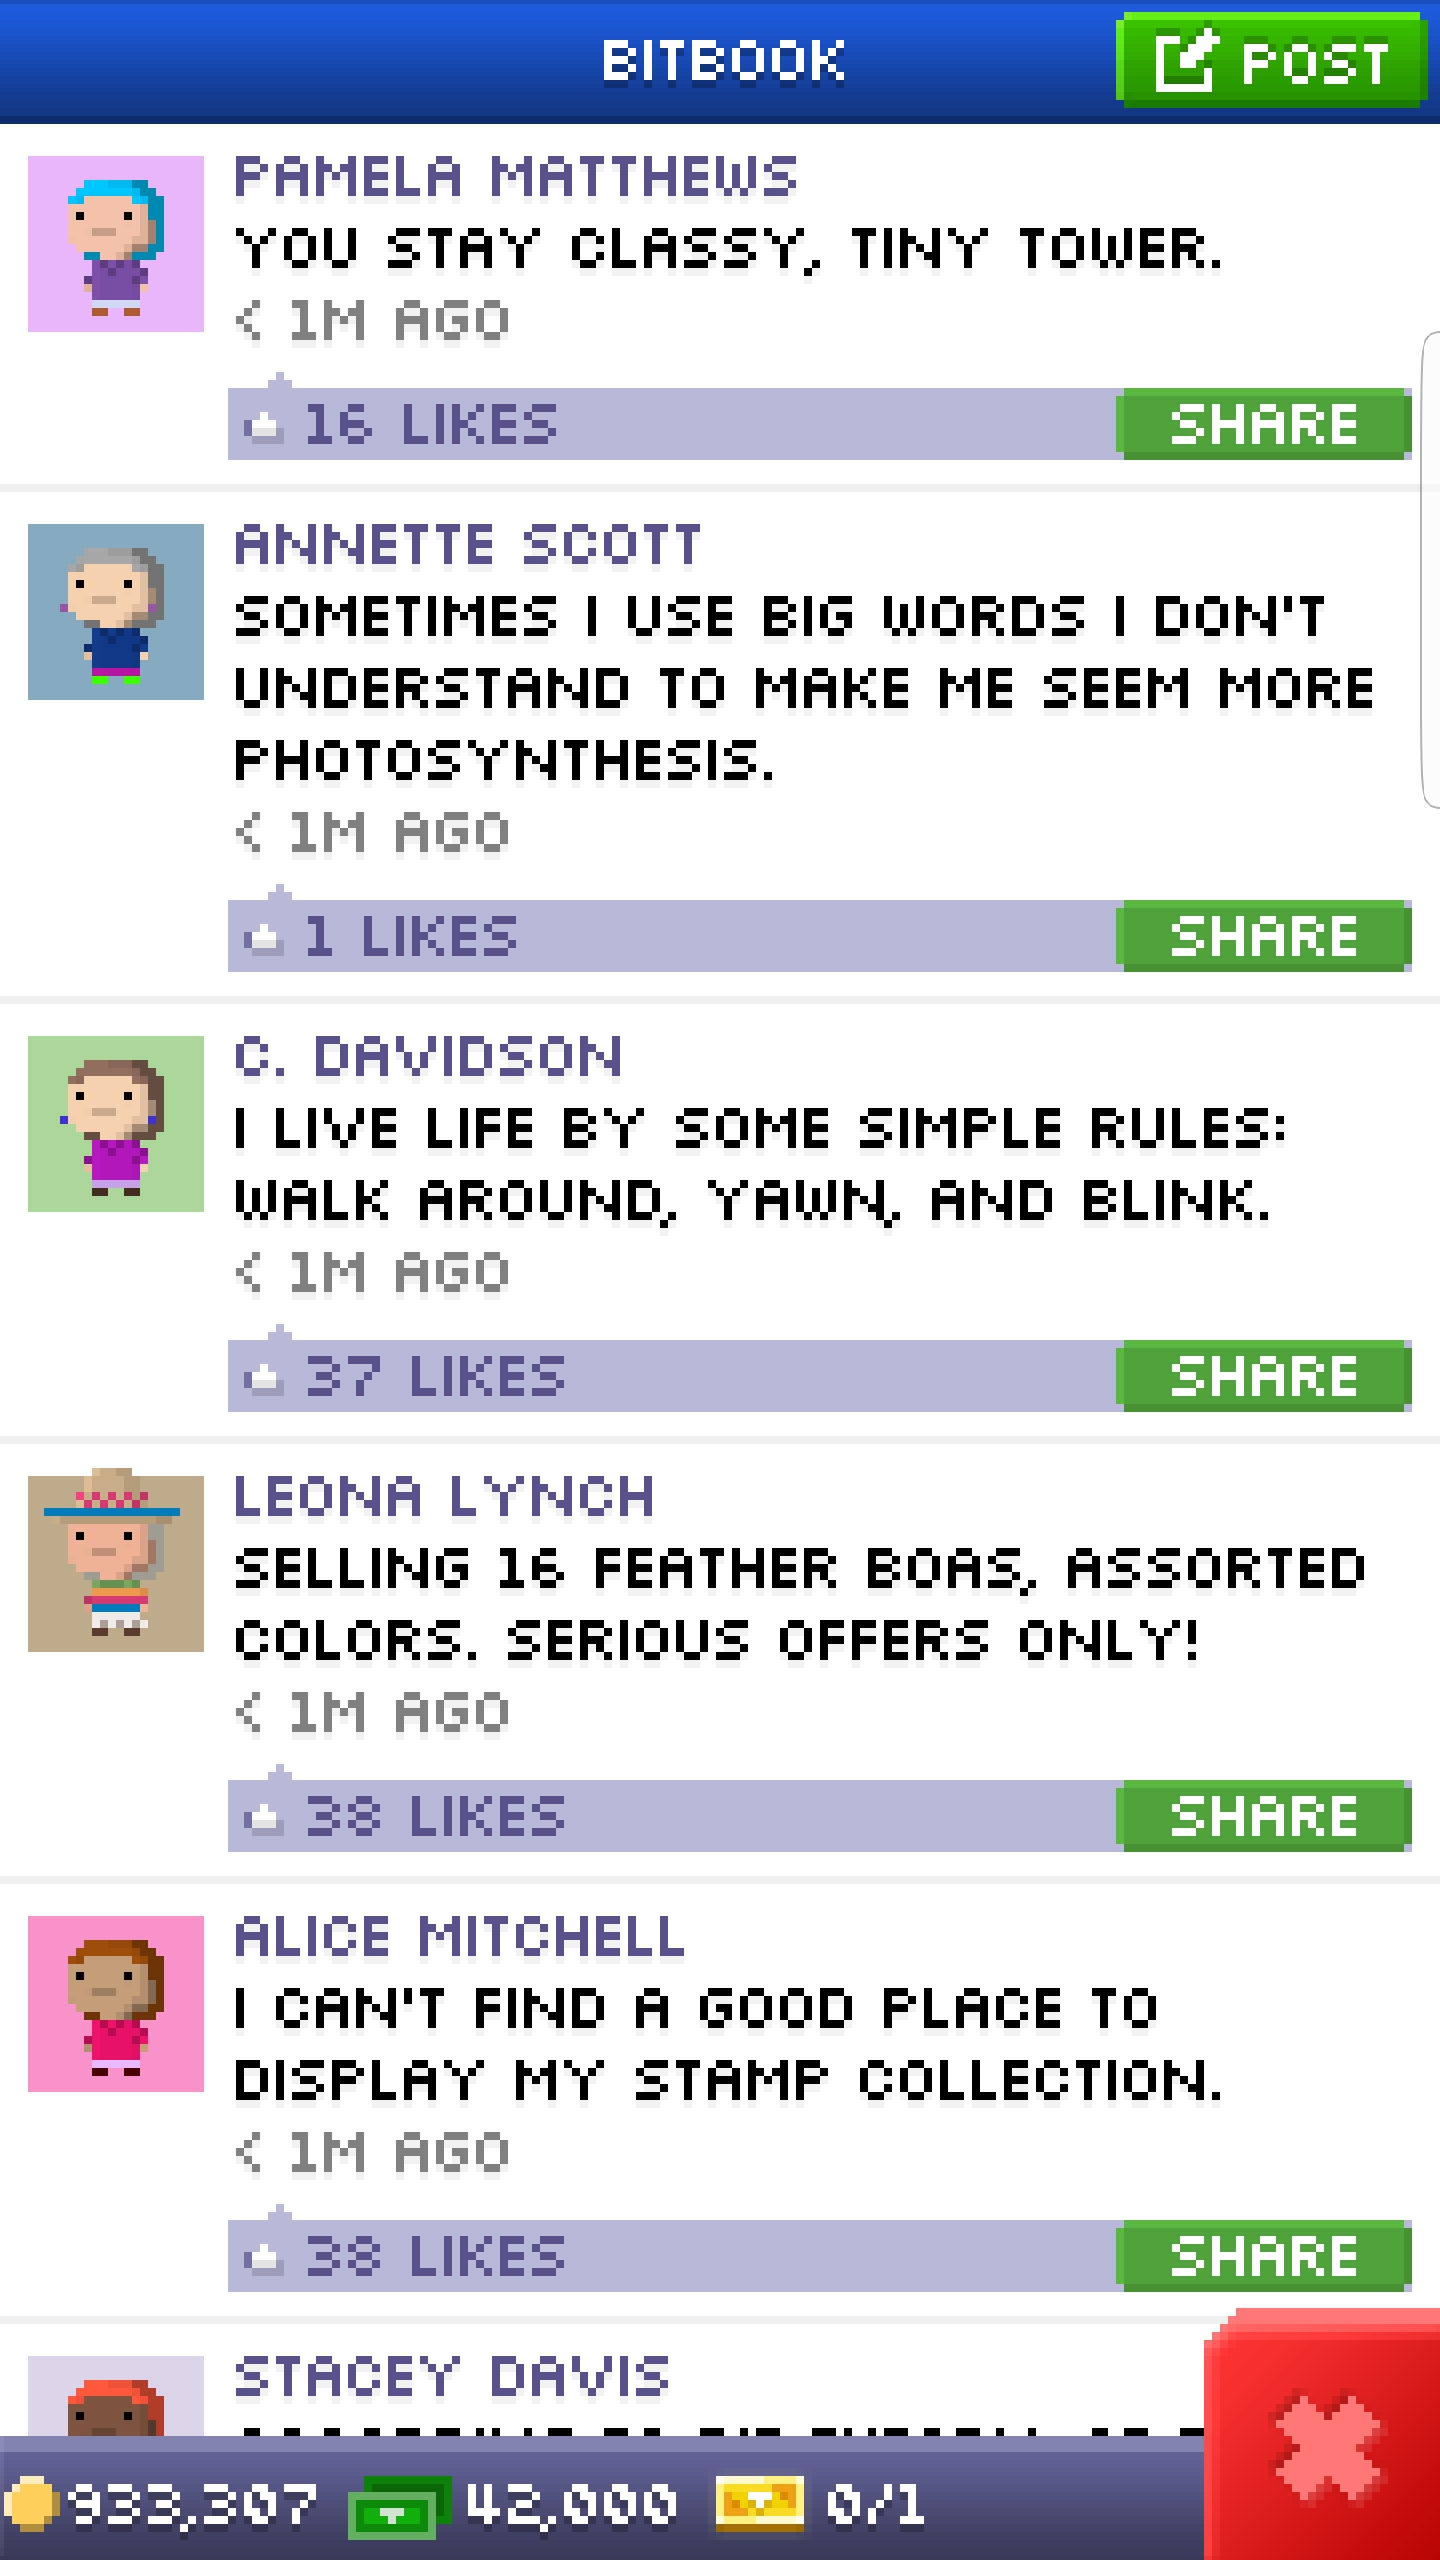 BITBOOK
POST
PAMELA MATTHEWS
YOU STAY CLASSY, TINY TOWER.
< 1M AGO
16 LIKES
SHARE
ANNETTE SCOTT
SOMETIMES I USE BIG WORDS I DON'T
UNDERSTAND TO MAKE ME SEEM MORE
PHOTOSYNTHESIS.
< 1M AGO
1 LIKES
SHARE
C. DAVIDSON
I LIVE LIFE BY SOME SIMPLE RULES:
WALK AROUND, YAWN, AND BLINK.
< 1M AGO
37 LIKES
SHARE
LEONA LYNCH
SELLING 16 FEATHER BOAS, ASSORTED
COLORS. SERIOUS OFFERS ONLY!
< 1M AGO
38 LIKES
SHARE
ALICE MITCHELL
I CAN'T FIND A GOOD PLACE TO
DISPLAY MY STAMP COLLECTION.
< 1M AGO
38 LIKES
SHARE
STACEY DAVIS
933,307
42,000
0/1